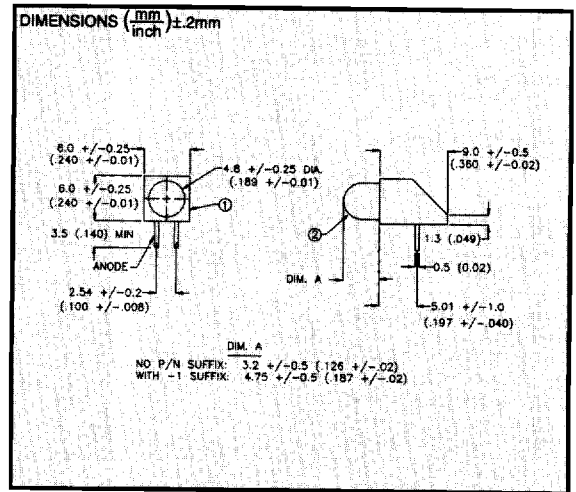 DIMENSIONS (mm/inch)±.2mm
6.0 +/-0.25
(.240 +/-0.01)
4.8 +/-0.25 DIA.
(.189 +/-0.01)
9.0 +/-0.5
(.360 +/-0.02)
6.0 +/-0.25
(.240 +/-0.01)
①
②
3.5 (.140) MIN
1.3 (.049)
ANODE
DIM. A
0.5 (0.02)
2.54 +/-0.2
(.100 +/-.008)
5.01 +/-1.0
(.197 +/-.040)
DIM. A
NO P/N SUFFIX: 3.2 +/-0.5 (.126 +/-.02)
WITH -1 SUFFIX: 4.75 +/-0.5 (.187 +/-.02)